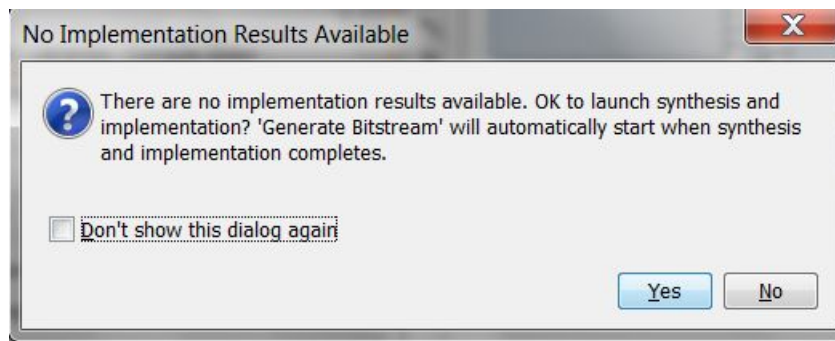 No Implementation Results Available
There are no implementation results available. OK to launch synthesis and
implementation? 'Generate Bitstream' will automatically start when synthesis
and implementation completes.
Don't show this dialog again
Yes
No